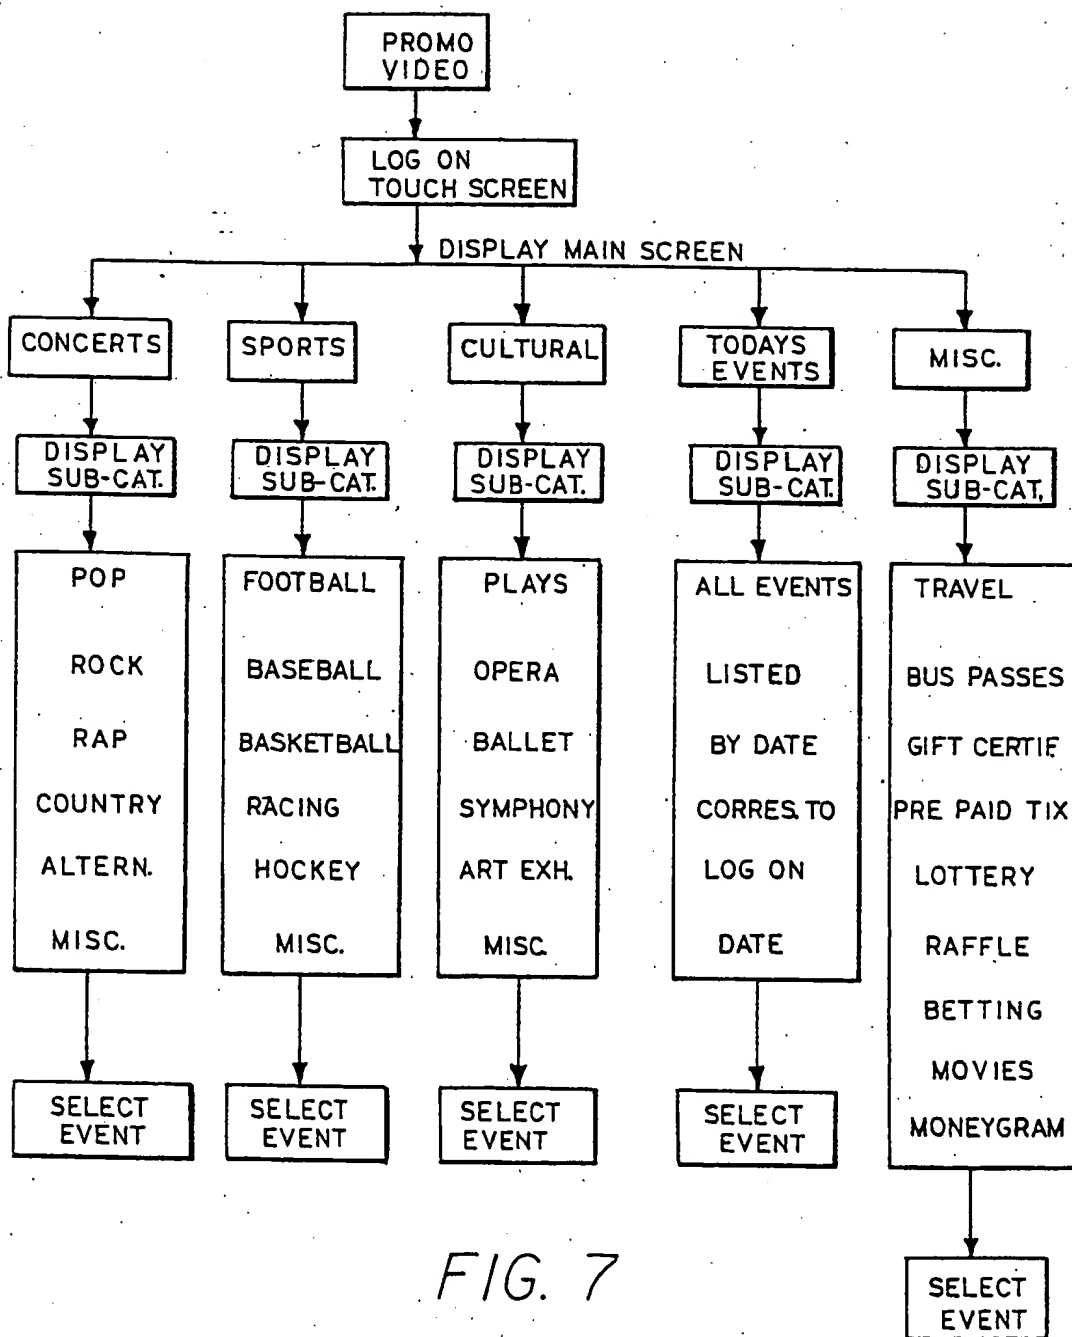 PROMO
VIDEO
LOG ON
TOUCH SCREEN
DISPLAY MAIN SCREEN
CONCERTS
DISPLAY
SUB-CAT.
POP
ROCK
RAP
COUNTRY
ALTERN.
MISC.
SELECT
EVENT
SPORTS
DISPLAY
SUB-CAT.
FOOTBALL
BASEBALL
BASKETBALL
RACING
HOCKEY
MISC.
SELECT
EVENT
CULTURAL
DISPLAY
SUB-CAT.
PLAYS
OPERA
BALLET
SYMPHONY
ART EXH.
MISC.
SELECT
EVENT
TODAYS
EVENTS
DISPLAY
SUB-CAT.
ALL EVENTS
LISTED
BY DATE
CORRES. TO
LOG ON
DATE
SELECT
EVENT
MISC.
DISPLAY
SUB-CAT.
TRAVEL
BUS PASSES
GIFT CERTIF.
PRE PAID TIX
LOTTERY
RAFFLE
BETTING
MOVIES
MONEYGRAM
SELECT
EVENT
FIG. 7